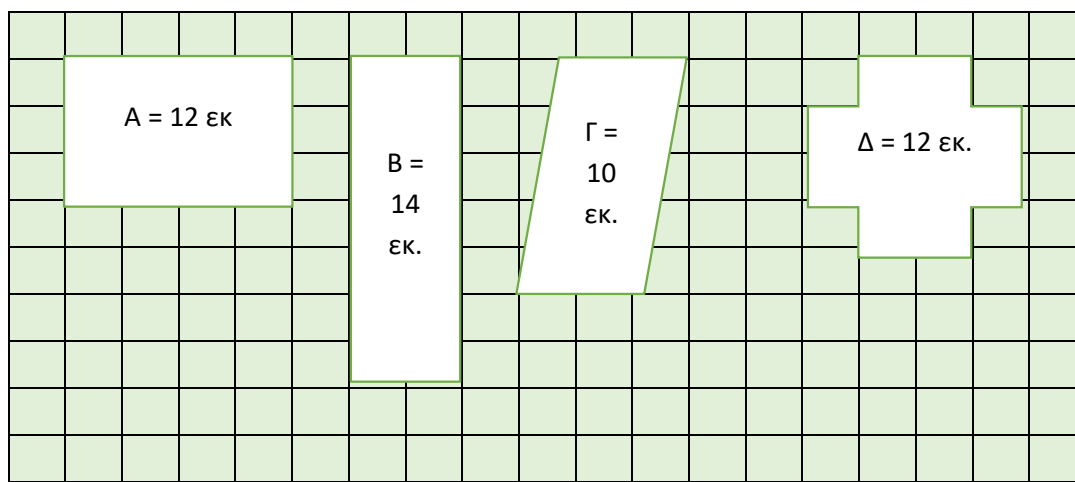 Α = 12 εκ
Β =
14
εκ.
Γ =
10
εκ.
Δ = 12 εκ.